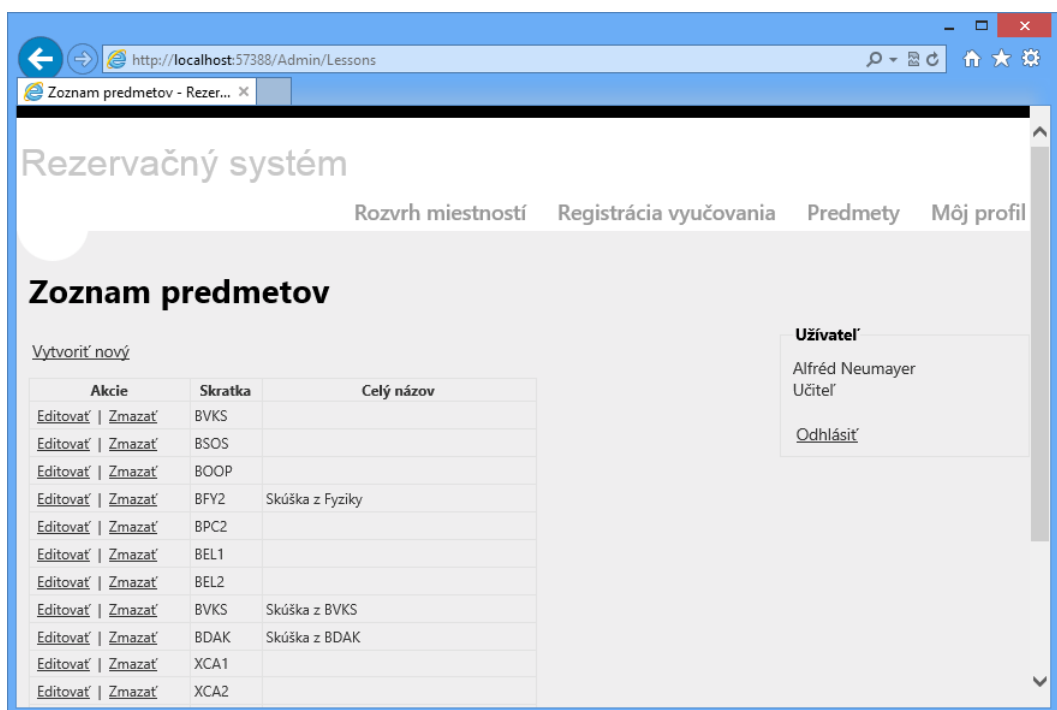 http://localhost:57388/Admin/Lessons
Zoznam predmetov - Rezer...
Rezervačný systém
Rozvrh miestností Registrácia vyučovania Predmety Môj profil
Zoznam predmetov
Vytvoriť nový
Akcie Skratka Celý názov
Editovať | Zmazať BVKS
Editovať | Zmazať BSOS
Editovať | Zmazať BOOP
Editovať | Zmazať BFY2 Skúška z Fyziky
Editovať | Zmazať BPC2
Editovať | Zmazať BEL1
Editovať | Zmazať BEL2
Editovať | Zmazať BVKS Skúška z BVKS
Editovať | Zmazať BDAK Skúška z BDAK
Editovať | Zmazať XCA1
Editovať | Zmazať XCA2
Užívateľ
Alfréd Neumayer
Učiteľ
Odhlásiť